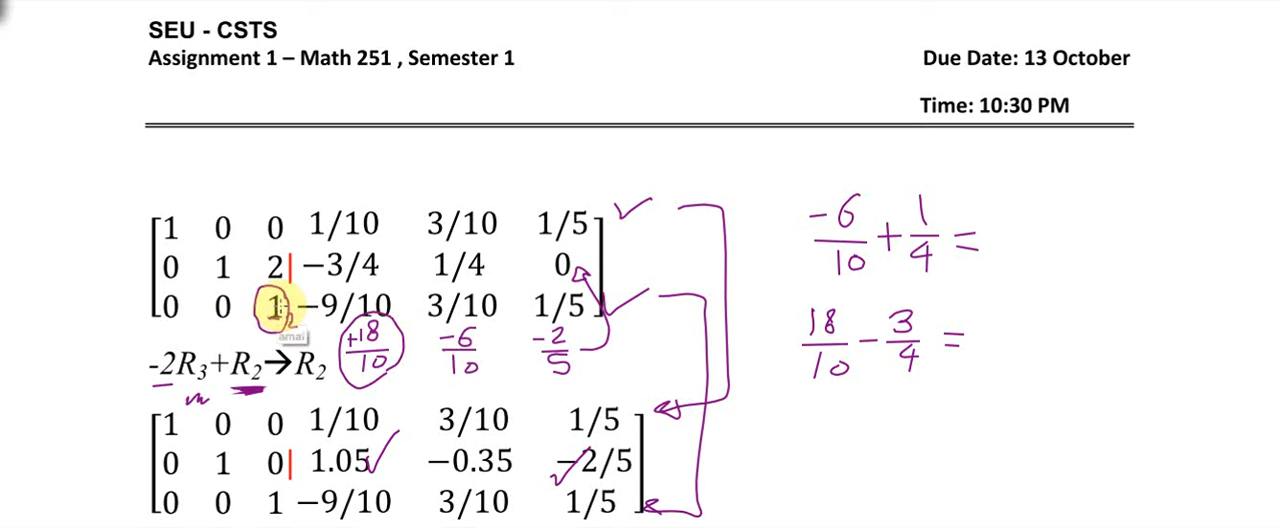 SEU - CSTS
Assignment 1 – Math 251 , Semester 1 Due Date: 13 October
Time: 10:30 PM
[1 0 0 1/10 3/10 1/5]
0 1 2| −3/4 1/4 0
0 0 1 −9/10 3/10 1/5
+18/10 -6/10 -2/5
-2R3+R2→R2
[1 0 0 1/10 3/10 1/5]
0 1 0| 1.05 −0.35 −2/5
0 0 1 −9/10 3/10 1/5
-6/10 + 1/4 =
18/10 - 3/4 =